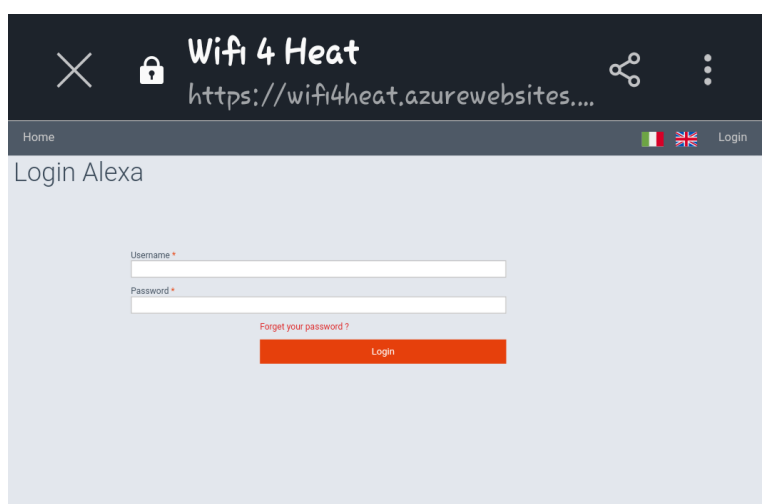 Wifi 4 Heat
https://wifi4heat.azurewebsites....
Home Login
Login Alexa
Username *
Password *
Forget your password ?
Login